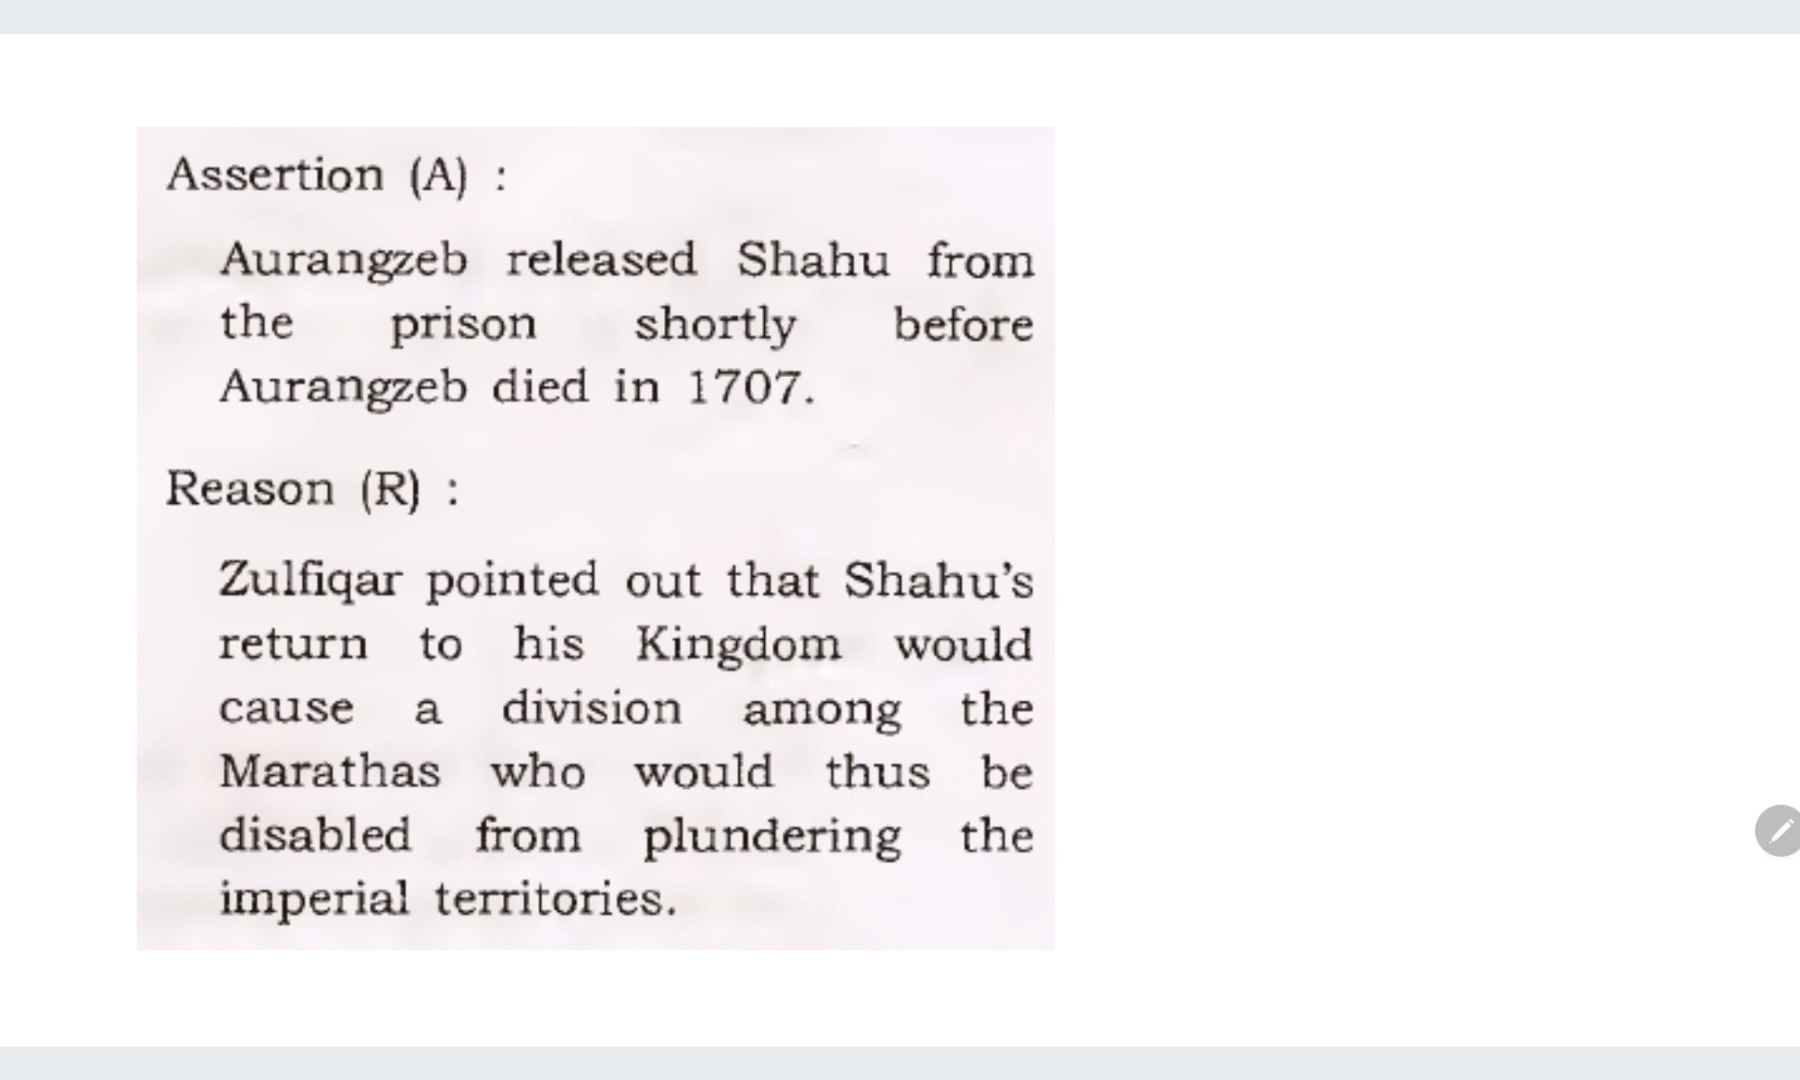 Assertion (A) :
Aurangzeb released Shahu from
the prison shortly before
Aurangzeb died in 1707.
Reason (R) :
Zulfiqar pointed out that Shahu’s
return to his Kingdom would
cause a division among the
Marathas who would thus be
disabled from plundering the
imperial territories.